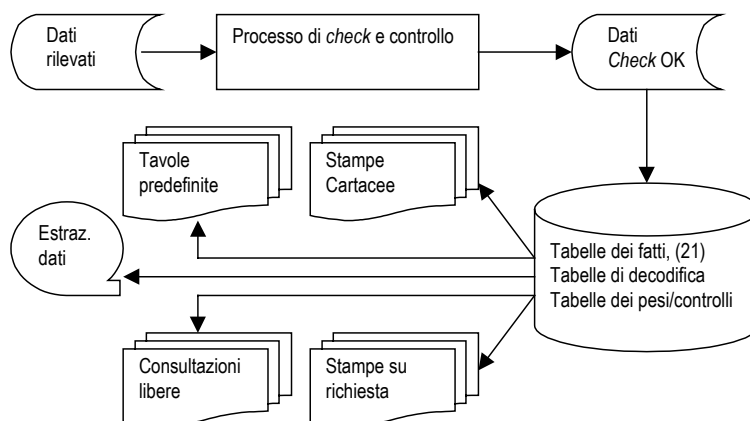 Dati
rilevati
Processo di check e controllo
Dati
Check OK
Tavole
predefinite
Stampe
Cartacee
Estraz.
dati
Tabelle dei fatti, (21)
Tabelle di decodifica
Tabelle dei pesi/controlli
Consultazioni
libere
Stampe su
richiesta